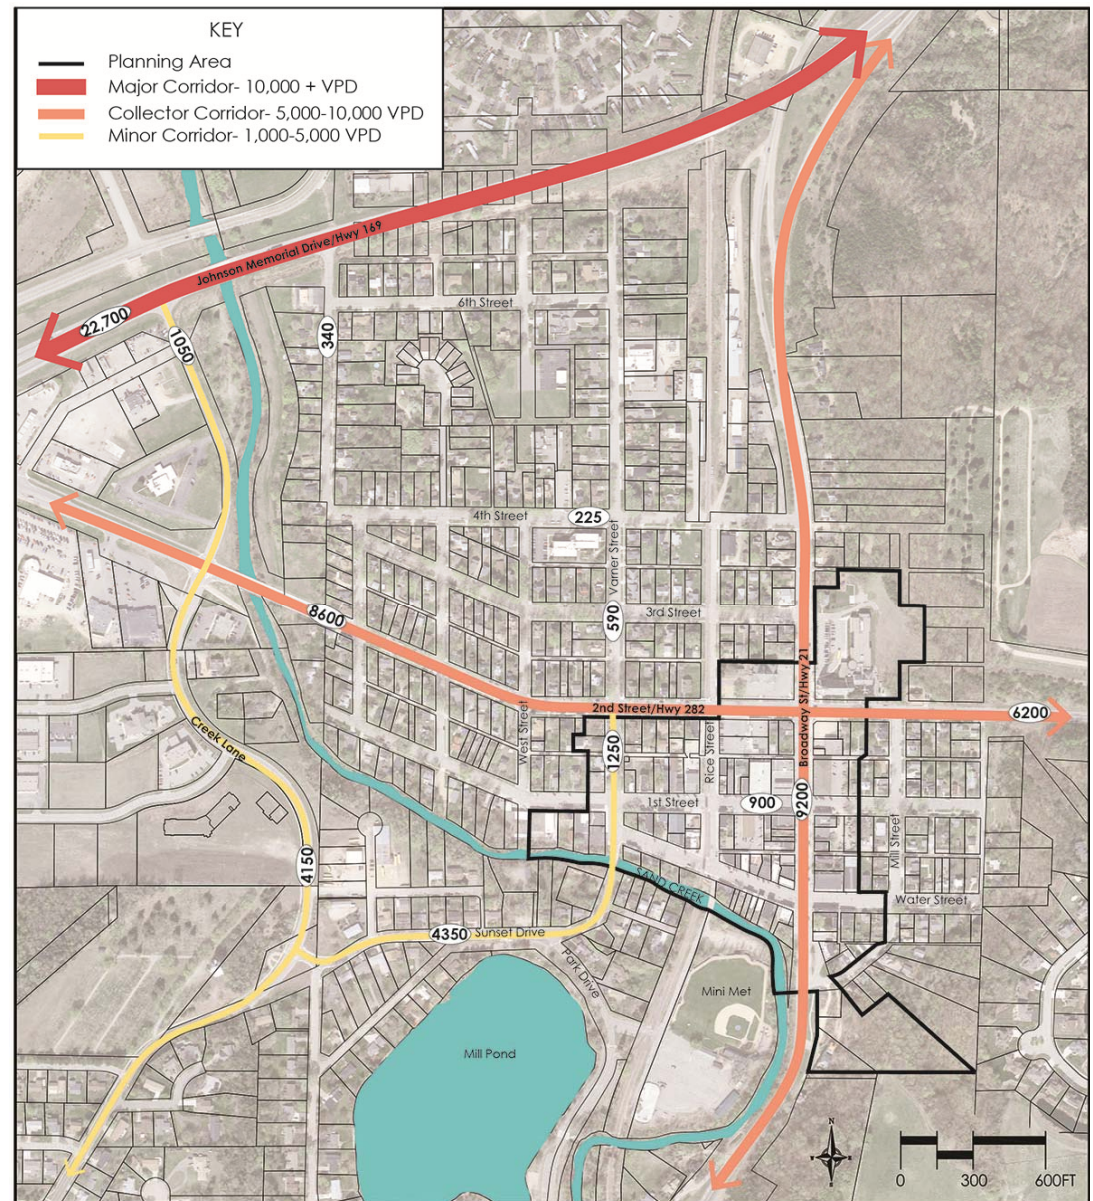 KEY
Planning Area
Major Corridor- 10,000 + VPD
Collector Corridor- 5,000-10,000 VPD
Minor Corridor- 1,000-5,000 VPD
Johnson Memorial Drive/Hwy 169
22,700
1050
340
6th Street
4th Street
225
Varner Street
590
3rd Street
8600
2nd Street/Hwy 282
Broadway St/Hwy 21
6200
West Street
1250
Rice Street
Creek Lane
1st Street
900
9200
Mill Street
4150
SAND CREEK
Water Street
4350
Sunset Drive
Park Drive
Mini Met
Mill Pond
N
0
300
600FT